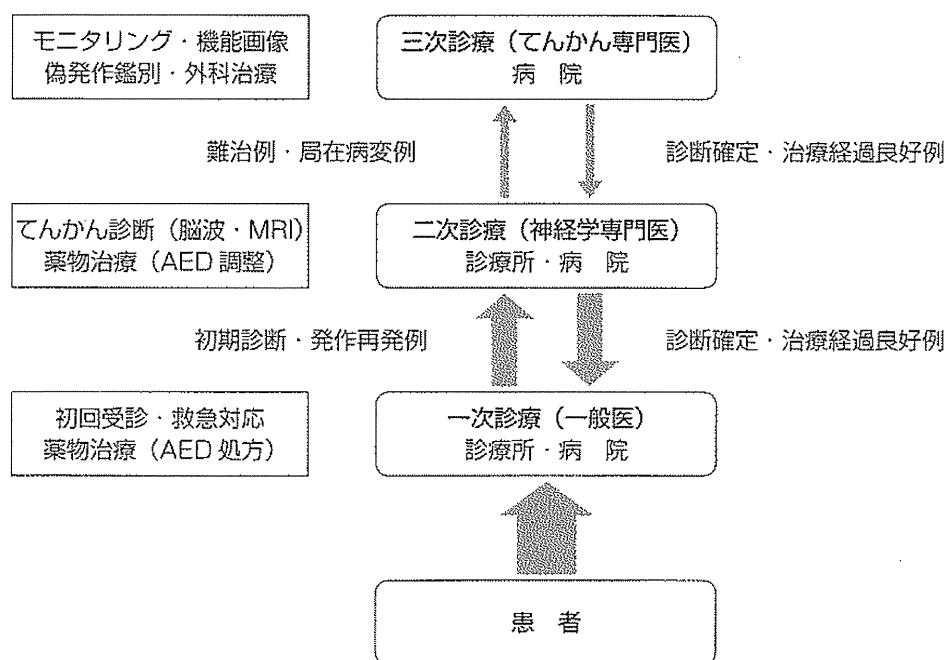 モニタリング・機能画像
偽発作鑑別・外科治療
三次診療（てんかん専門医）
病　院
難治例・局在病変例
診断確定・治療経過良好例
てんかん診断（脳波・MRI）
薬物治療（AED 調整）
二次診療（神経学専門医）
診療所・病　院
初期診断・発作再発例
診断確定・治療経過良好例
初回受診・救急対応
薬物治療（AED 処方）
一次診療（一般医）
診療所・病　院
患　者